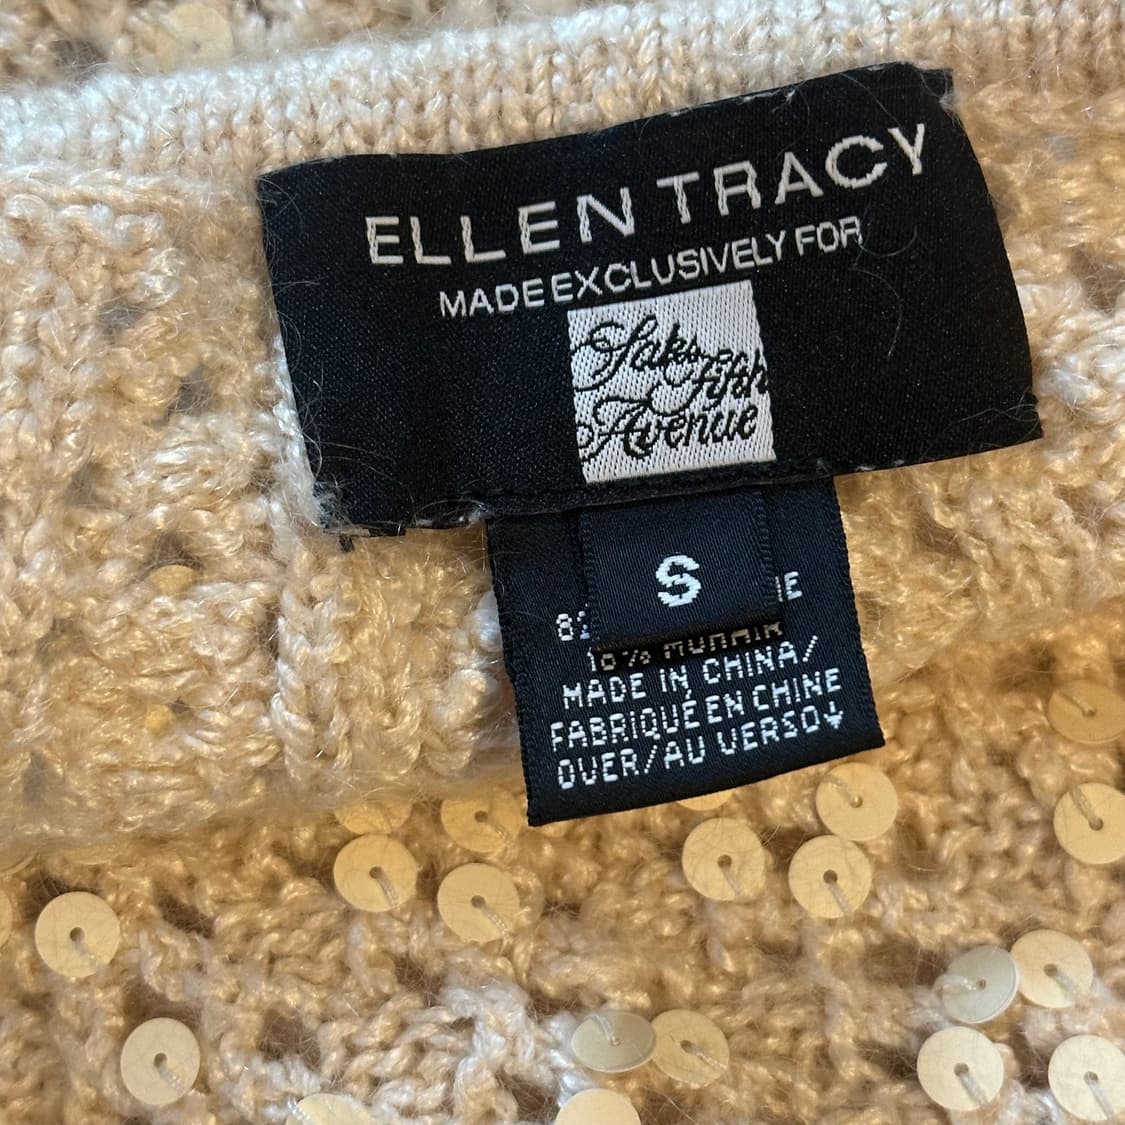 ELLEN TRACY
MADE EXCLUSIVELY FOR
Saks
Fifth
Avenue
S
MADE IN CHINA/
FABRIQUÉ EN CHINE
OVER/AU VERSO↓